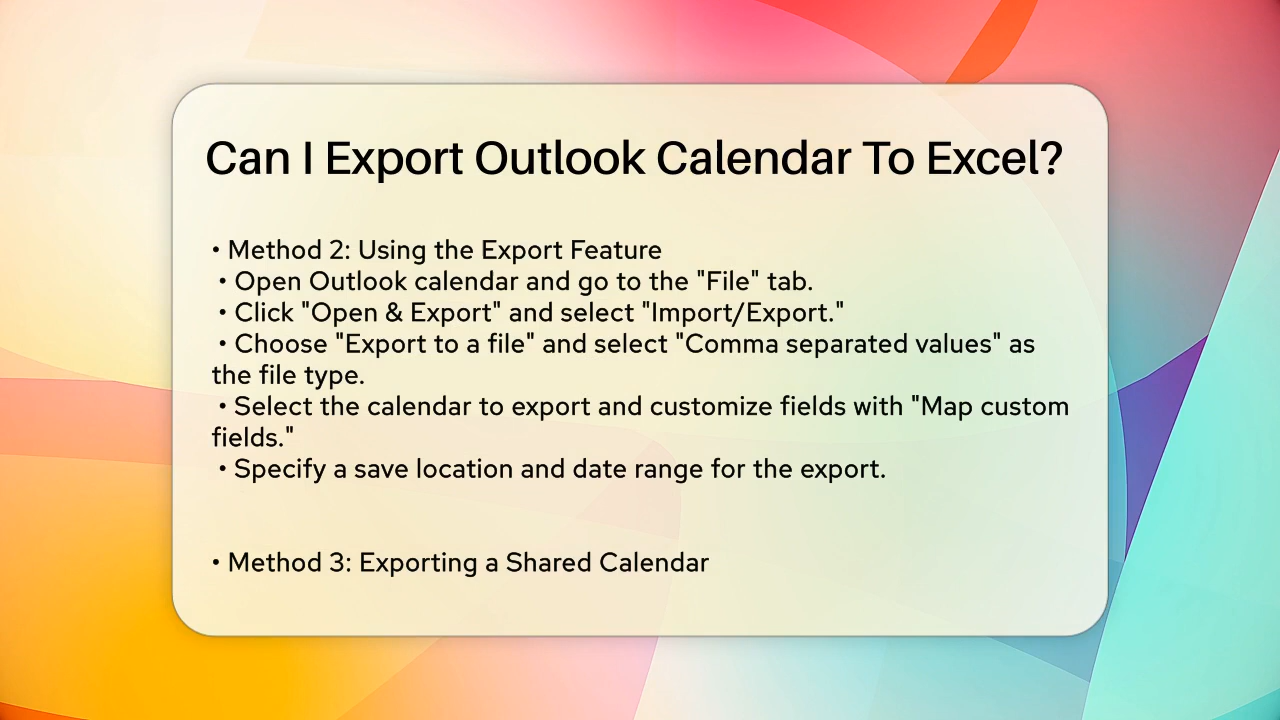 Can I Export Outlook Calendar To Excel?
• Method 2: Using the Export Feature
• Open Outlook calendar and go to the "File" tab.
• Click "Open & Export" and select "Import/Export."
• Choose "Export to a file" and select "Comma separated values" as
the file type.
• Select the calendar to export and customize fields with "Map custom
fields."
• Specify a save location and date range for the export.
• Method 3: Exporting a Shared Calendar